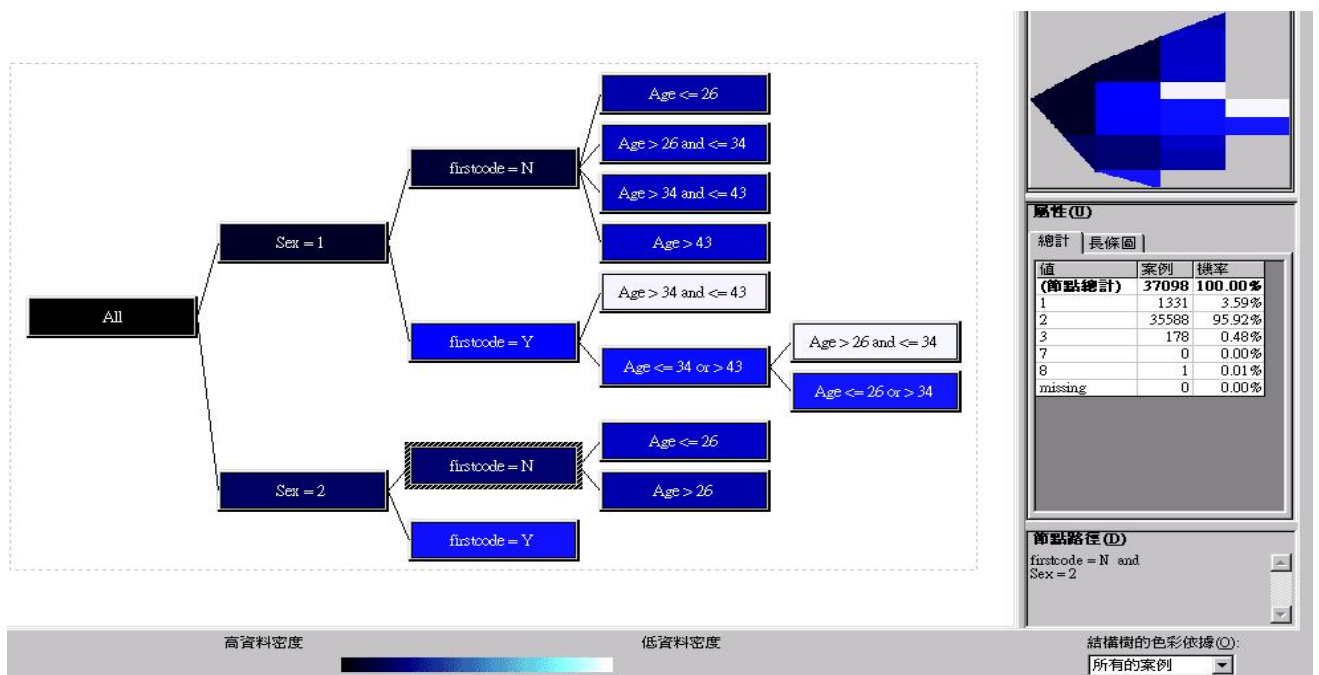 Age <= 26
Age > 26 and <= 34
firstcode = N
Age > 34 and <= 43
Sex = 1
Age > 43
Age > 34 and <= 43
All
firstcode = Y
Age > 26 and <= 34
Age <= 34 or > 43
Age <= 26 or > 34
Age <= 26
firstcode = N
Sex = 2
Age > 26
firstcode = Y
屬性(U)
總計 長條圖
值 案例 機率
(節點總計) 37098 100.00%
1 1331 3.59%
2 35588 95.92%
3 178 0.48%
7 0 0.00%
8 1 0.01%
missing 0 0.00%
節點路徑(D)
firstcode = N and
Sex = 2
高資料密度 低資料密度 結構樹的色彩依據(O):
所有的案例